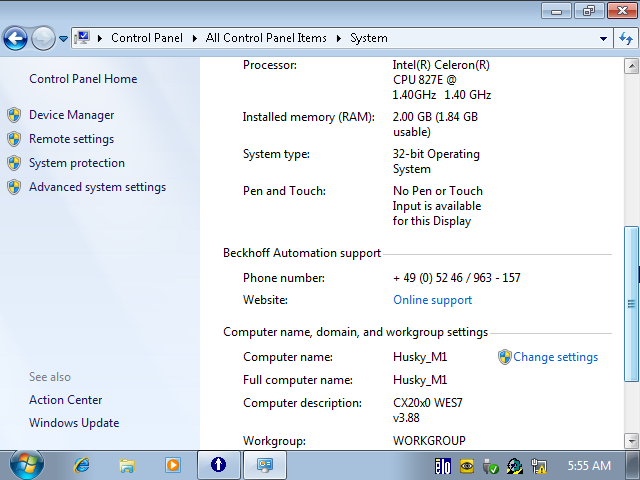 Control Panel ▸ All Control Panel Items ▸ System
Control Panel Home
Device Manager
Remote settings
System protection
Advanced system settings
See also
Action Center
Windows Update
Processor: Intel(R) Celeron(R)
CPU 827E @
1.40GHz 1.40 GHz
Installed memory (RAM): 2.00 GB (1.84 GB
usable)
System type: 32-bit Operating
System
Pen and Touch: No Pen or Touch
Input is available
for this Display
Beckhoff Automation support
Phone number: + 49 (0) 52 46 / 963 - 157
Website: Online support
Computer name, domain, and workgroup settings
Computer name: Husky_M1 Change settings
Full computer name: Husky_M1
Computer description: CX20x0 WES7
v3.88
Workgroup: WORKGROUP
elo
5:55 AM